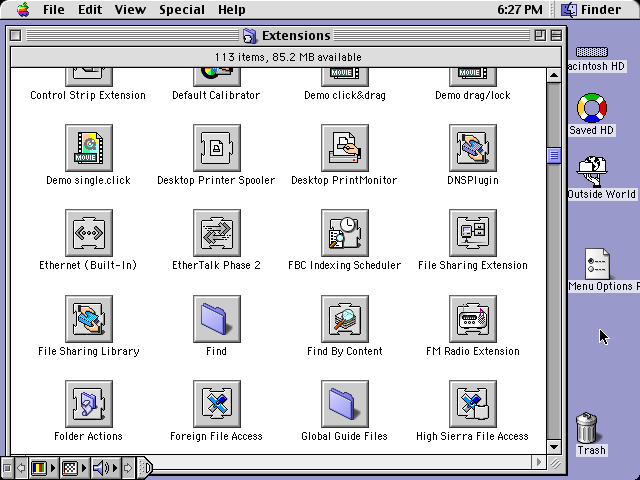 File Edit View Special Help 6:27 PM Finder
Extensions
113 items, 85.2 MB available
Control Strip Extension Default Calibrator Demo click&drag Demo drag/lock
MOVIE MOVIE
MOVIE
Demo single.click Desktop Printer Spooler Desktop PrintMonitor DNSPlugin
Ethernet (Built-In) EtherTalk Phase 2 FBC Indexing Scheduler File Sharing Extension
File Sharing Library Find Find By Content FM Radio Extension
Folder Actions Foreign File Access Global Guide Files High Sierra File Access
acintosh HD
Saved HD
Outside World
Menu Options P
Trash